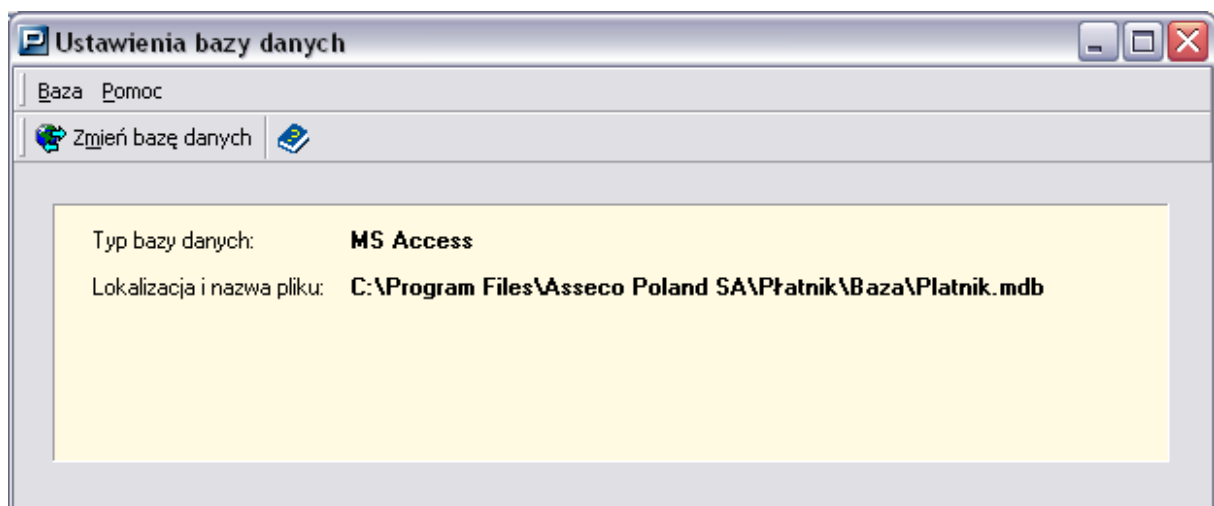 Ustawienia bazy danych
Baza Pomoc
Zmień bazę danych
Typ bazy danych: MS Access
Lokalizacja i nazwa pliku: C:\Program Files\Asseco Poland SA\Płatnik\Baza\Platnik.mdb